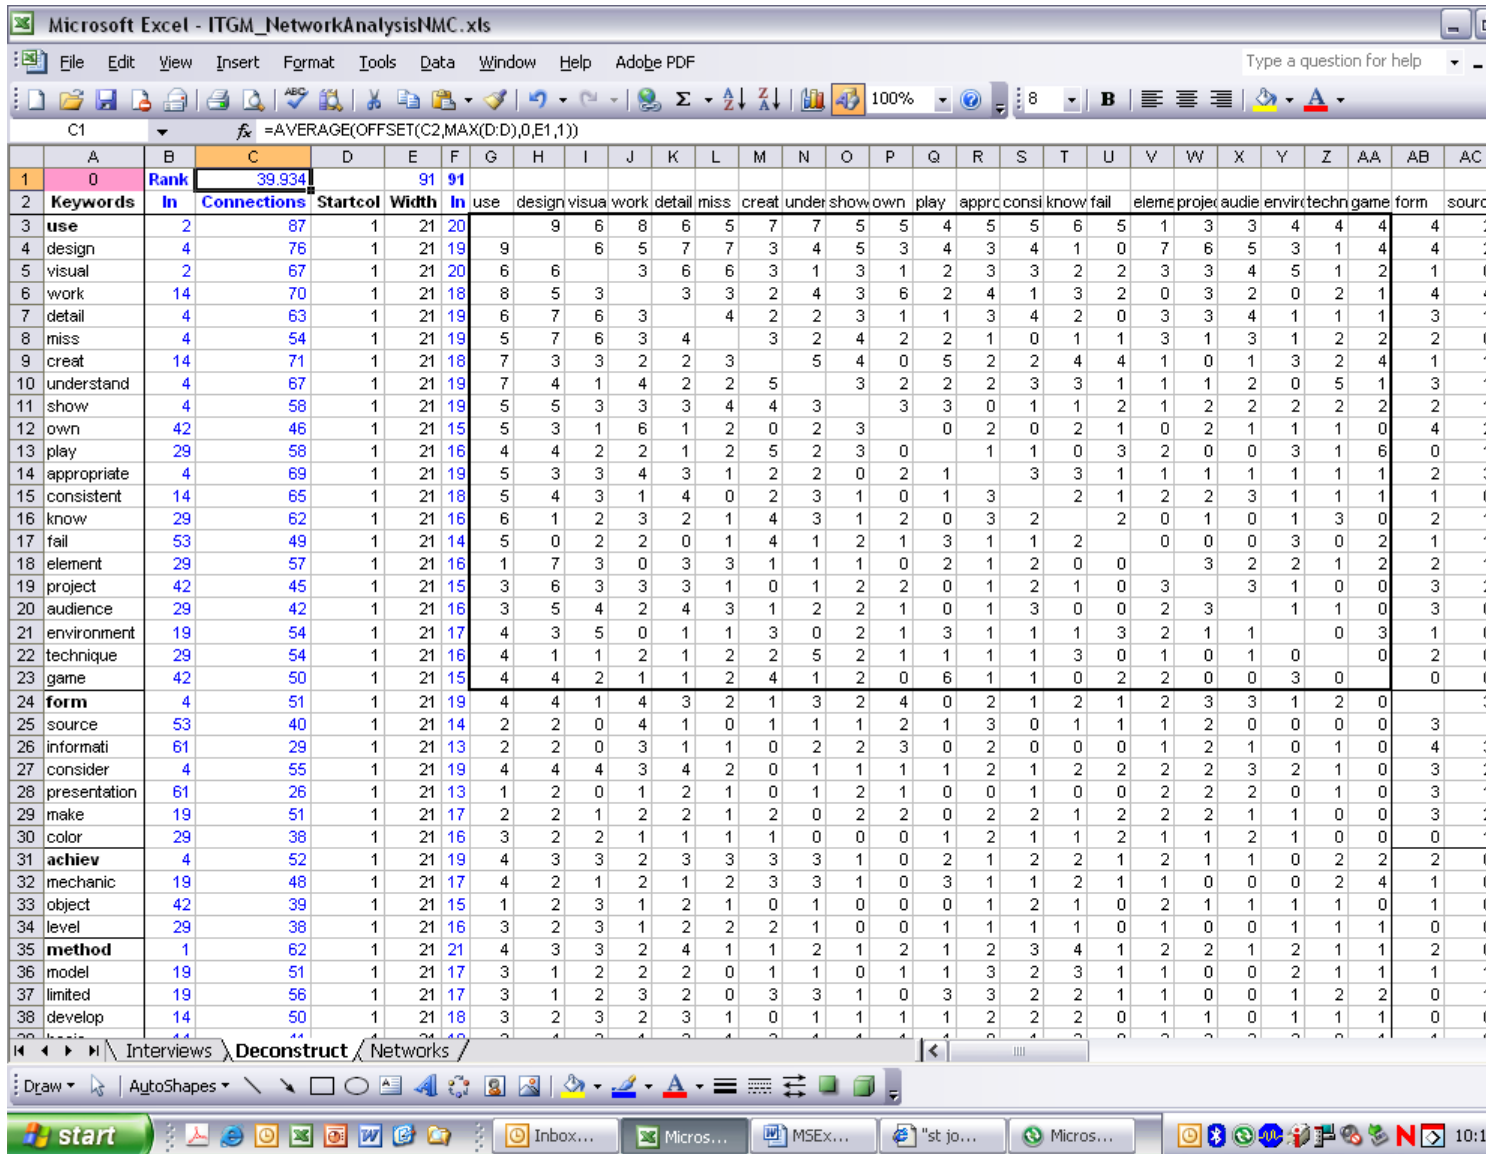 Microsoft Excel - ITGM_NetworkAnalysisNMC.xls
File Edit View Insert Format Tools Data Window Help Adobe PDF Type a question for help
100% 8 B A
C1 fx =AVERAGE(OFFSET(C2,MAX(D:D),0,E1,1))
A B C D E F G H I J K L M N O P Q R S T U V W X Y Z AA AB AC
1 0 Rank 39.934 91 91
2 Keywords In Connections Startcol Width In use design visua work detail miss creat under show own play appro consi know fail eleme projec audie enviro techn game form sourc
3 use 2 87 1 21 20 9 6 8 6 5 7 7 5 5 4 5 5 6 5 1 3 3 4 4 4 4
4 design 4 76 1 21 19 9 6 5 7 7 3 4 5 3 4 3 4 1 0 7 6 5 3 1 4 4
5 visual 2 67 1 21 20 6 6 3 6 6 3 1 3 1 2 3 3 2 2 3 3 4 5 1 2 1
6 work 14 70 1 21 18 8 5 3 3 3 2 4 3 6 2 4 1 3 2 0 3 2 0 2 1 4
7 detail 4 63 1 21 19 6 7 6 3 4 2 2 3 1 1 3 4 2 0 3 3 4 1 1 1 3
8 miss 4 54 1 21 19 5 7 6 3 4 3 2 4 2 2 1 0 1 1 3 1 3 1 2 2 2
9 creat 14 71 1 21 18 7 3 3 2 2 3 5 4 0 5 2 2 4 4 1 0 1 3 2 4 1
10 understand 4 67 1 21 19 7 4 1 4 2 2 5 3 2 2 2 3 3 1 1 1 2 0 5 1 3
11 show 4 58 1 21 19 5 5 3 3 3 4 4 3 3 3 0 1 1 2 1 2 2 2 2 2 2
12 own 42 46 1 21 15 5 3 1 6 1 2 0 2 3 0 2 0 2 1 0 2 1 1 1 0 4
13 play 29 58 1 21 16 4 4 2 2 1 2 5 2 3 0 1 1 0 3 2 0 0 3 1 6 0
14 appropriate 4 69 1 21 19 5 3 3 4 3 1 2 2 0 2 1 3 3 1 1 1 1 1 1 1 2
15 consistent 14 65 1 21 18 5 4 3 1 4 0 2 3 1 0 1 3 2 1 2 2 3 1 1 1 1
16 know 29 62 1 21 16 6 1 2 3 2 1 4 3 1 2 0 3 2 2 0 1 0 1 3 0 2
17 fail 53 49 1 21 14 5 0 2 2 0 1 4 1 2 1 3 1 1 2 0 0 0 3 0 2 1
18 element 29 57 1 21 16 1 7 3 0 3 3 1 1 1 0 2 1 2 0 0 3 2 2 1 2 2
19 project 42 45 1 21 15 3 6 3 3 3 1 0 1 2 2 0 1 2 1 0 3 3 1 0 0 3
20 audience 29 42 1 21 16 3 5 4 2 4 3 1 2 2 1 0 1 3 0 0 2 3 1 1 0 3
21 environment 19 54 1 21 17 4 3 5 0 1 1 3 0 2 1 3 1 1 1 3 2 1 1 0 3 1
22 technique 29 54 1 21 16 4 1 1 2 1 2 2 5 2 1 1 1 1 3 0 1 0 1 0 0 2
23 game 42 50 1 21 15 4 4 2 1 1 2 4 1 2 0 6 1 1 0 2 2 0 0 3 0 0
24 form 4 51 1 21 19 4 4 1 4 3 2 1 3 2 4 0 2 1 2 1 2 3 3 1 2 0
25 source 53 40 1 21 14 2 2 0 4 1 0 1 1 1 2 1 3 0 1 1 1 2 0 0 0 0 3
26 informati 61 29 1 21 13 2 2 0 3 1 1 0 2 2 3 0 2 0 0 0 1 2 1 0 1 0 4
27 consider 4 55 1 21 19 4 4 4 3 4 2 0 1 1 1 1 2 1 2 2 2 2 3 2 1 0 3
28 presentation 61 26 1 21 13 1 2 0 1 2 1 0 1 2 1 0 0 1 0 0 2 2 2 0 1 0 3
29 make 19 51 1 21 17 2 2 1 2 2 1 2 0 2 2 0 2 2 1 2 2 2 1 1 0 0 3
30 color 29 38 1 21 16 3 2 2 1 1 1 1 0 0 0 1 2 1 1 2 1 1 2 1 0 0 0
31 achiev 4 52 1 21 19 4 3 3 2 3 3 3 3 1 0 2 1 2 2 1 2 1 1 0 2 2 2
32 mechanic 19 48 1 21 17 4 2 1 2 1 2 3 3 1 0 3 1 1 2 1 1 0 0 0 2 4 1
33 object 42 39 1 21 15 1 2 3 1 2 1 0 1 0 0 0 1 2 1 0 2 1 1 1 1 0 1
34 level 29 38 1 21 16 3 2 3 1 2 2 2 1 0 0 1 1 1 1 0 1 0 0 1 1 1 0
35 method 1 62 1 21 21 4 3 3 2 4 1 1 2 1 2 1 2 3 4 1 2 2 1 2 1 1 2
36 model 19 51 1 21 17 3 1 2 2 2 0 1 1 0 1 1 3 2 3 1 1 0 0 2 1 1 1
37 limited 19 56 1 21 17 3 1 2 3 2 0 3 3 1 0 3 3 2 2 1 1 0 0 1 2 2 0
38 develop 14 50 1 21 18 3 2 3 2 3 1 0 1 1 1 1 2 2 2 0 1 1 0 1 1 1 0
Interviews Deconstruct Networks
Draw AutoShapes
start Inbox... Micros... MSEx... "st jo... Micros... 10:1